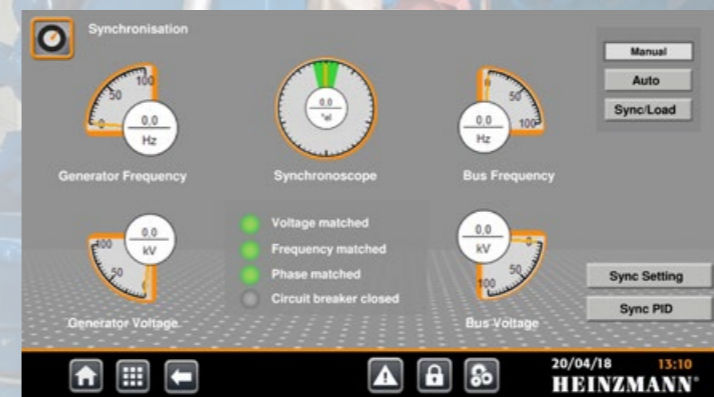 Synchronisation
100
50
0
0.0
Hz
Generator Frequency
0.0
°el
Synchronoscope
0
50
100
0.0
Hz
Bus Frequency
Manual
Auto
Sync/Load
100
50
0
0.0
kV
Generator Voltage
Voltage matched
Frequency matched
Phase matched
Circuit breaker closed
0.0
kV
0
50
100
Bus Voltage
Sync Setting
Sync PID
20/04/18 13:10
HEINZMANN®